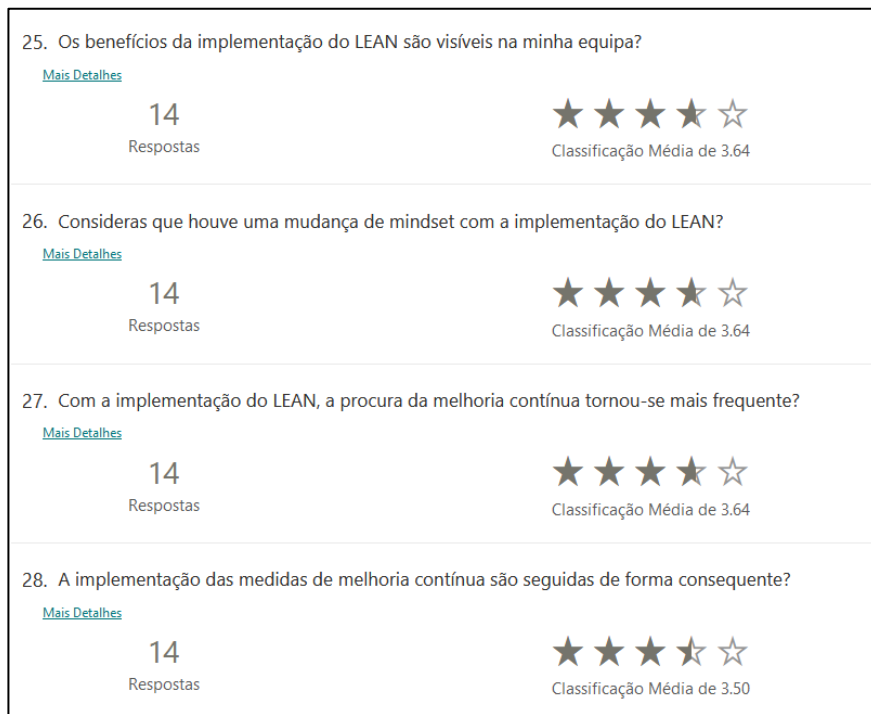 25. Os benefícios da implementação do LEAN são visíveis na minha equipa?
Mais Detalhes
14
Respostas
Classificação Média de 3.64
26. Consideras que houve uma mudança de mindset com a implementação do LEAN?
Mais Detalhes
14
Respostas
Classificação Média de 3.64
27. Com a implementação do LEAN, a procura da melhoria contínua tornou-se mais frequente?
Mais Detalhes
14
Respostas
Classificação Média de 3.64
28. A implementação das medidas de melhoria contínua são seguidas de forma consequente?
Mais Detalhes
14
Respostas
Classificação Média de 3.50